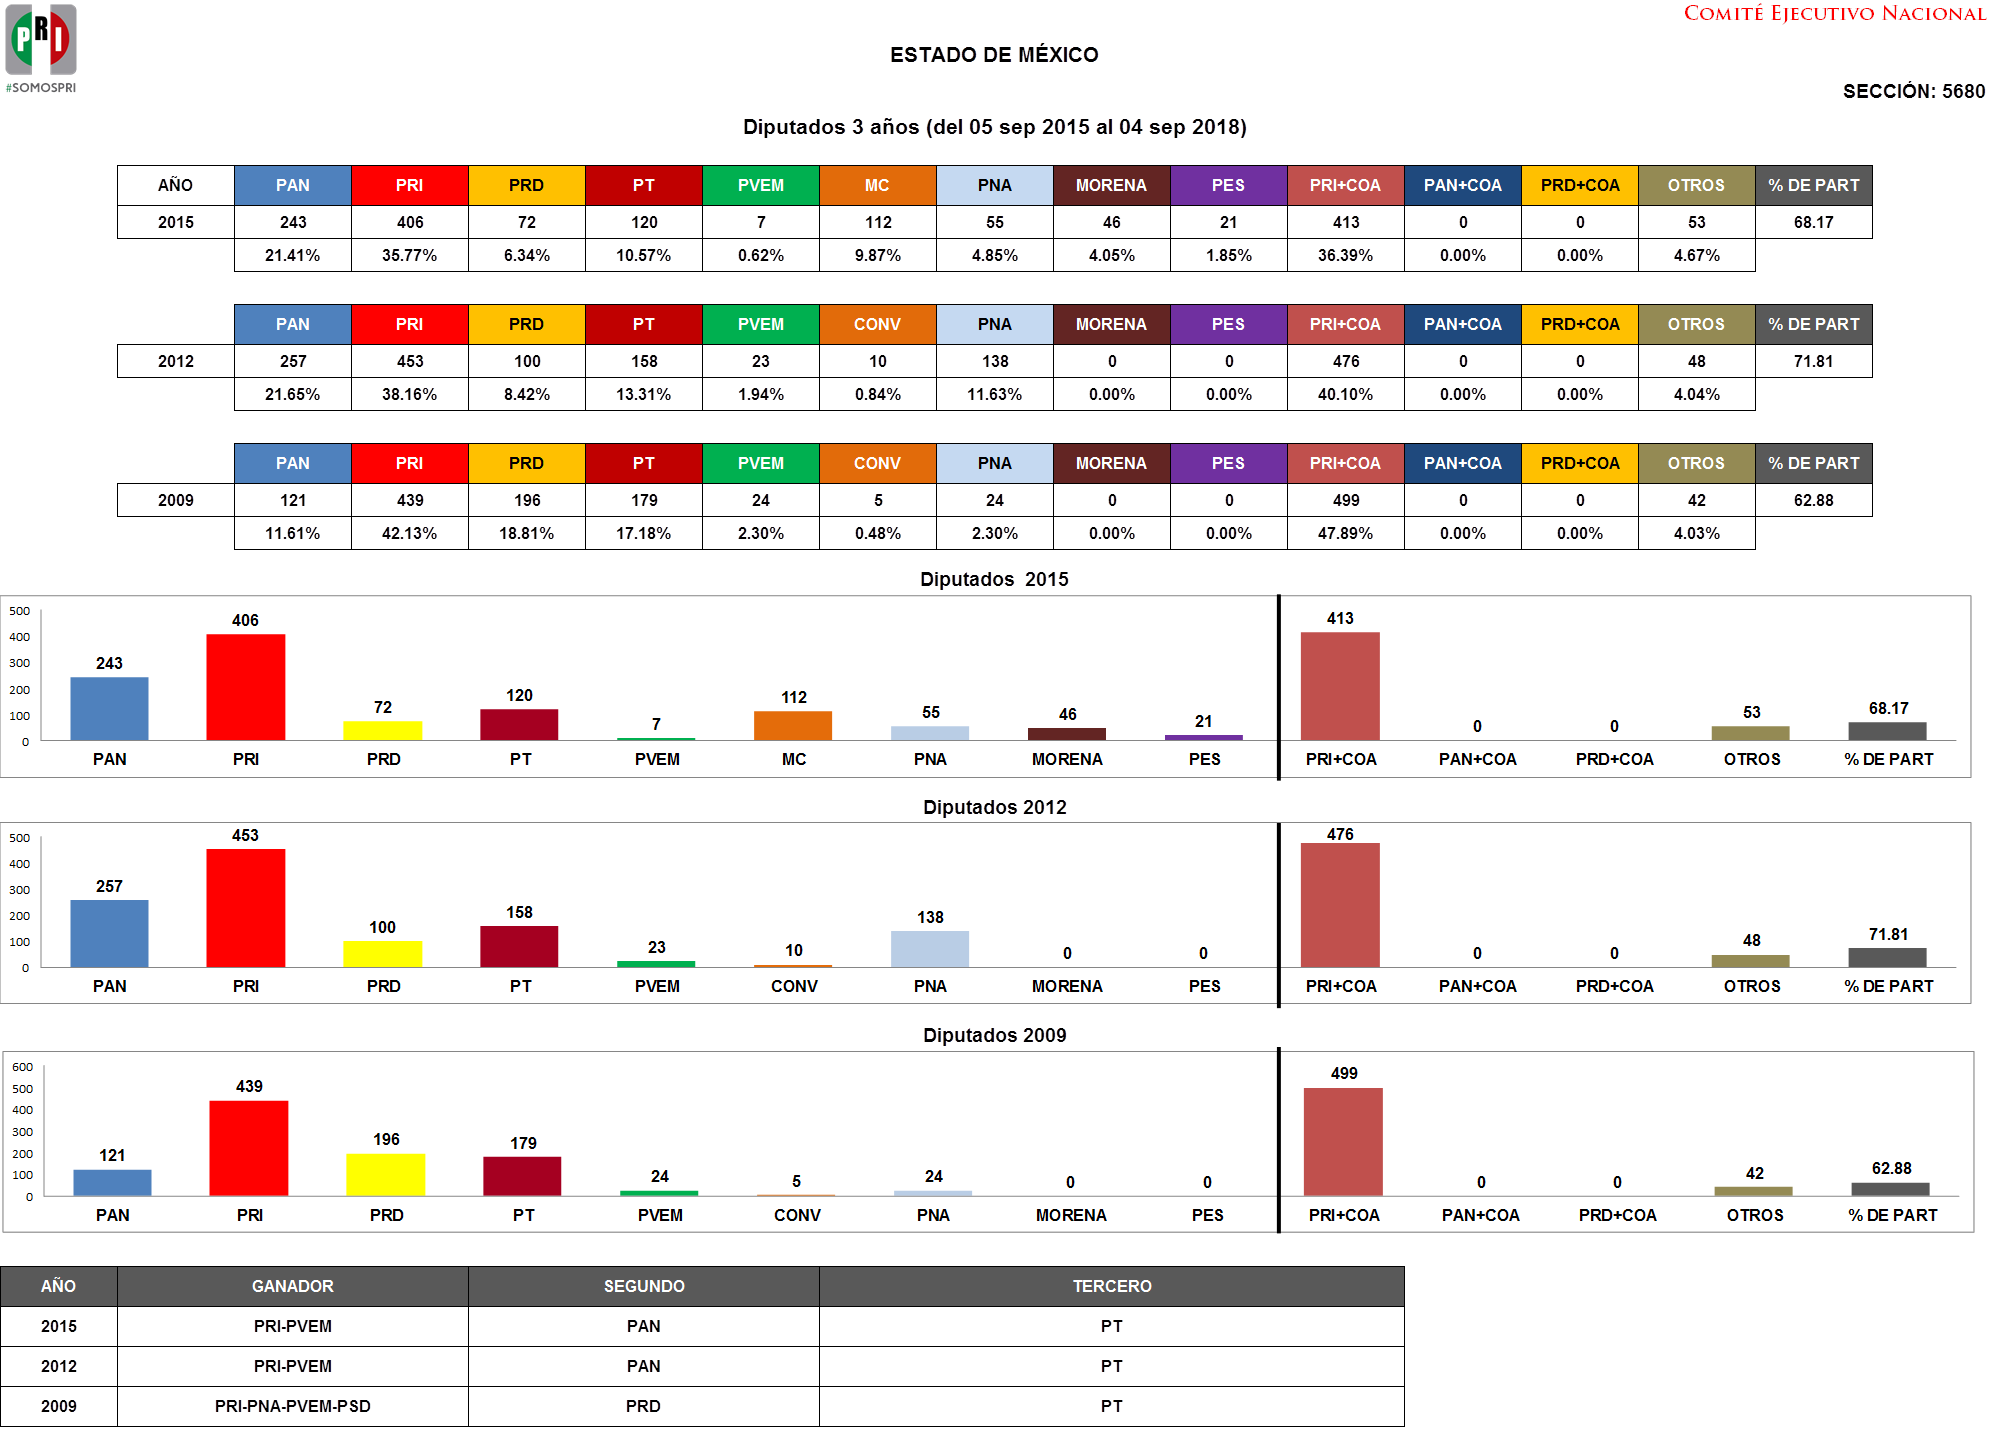 PRI
#SOMOSPRI
COMITÉ EJECUTIVO NACIONAL
ESTADO DE MÉXICO
SECCIÓN: 5680
Diputados 3 años (del 05 sep 2015 al 04 sep 2018)
AÑO PAN PRI PRD PT PVEM MC PNA MORENA PES PRI+COA PAN+COA PRD+COA OTROS % DE PART
2015 243 406 72 120 7 112 55 46 21 413 0 0 53 68.17
21.41% 35.77% 6.34% 10.57% 0.62% 9.87% 4.85% 4.05% 1.85% 36.39% 0.00% 0.00% 4.67%
PAN PRI PRD PT PVEM CONV PNA MORENA PES PRI+COA PAN+COA PRD+COA OTROS % DE PART
2012 257 453 100 158 23 10 138 0 0 476 0 0 48 71.81
21.65% 38.16% 8.42% 13.31% 1.94% 0.84% 11.63% 0.00% 0.00% 40.10% 0.00% 0.00% 4.04%
PAN PRI PRD PT PVEM CONV PNA MORENA PES PRI+COA PAN+COA PRD+COA OTROS % DE PART
2009 121 439 196 179 24 5 24 0 0 499 0 0 42 62.88
11.61% 42.13% 18.81% 17.18% 2.30% 0.48% 2.30% 0.00% 0.00% 47.89% 0.00% 0.00% 4.03%
Diputados 2015
500
400
300
200
100
0
243 406 72 120 7 112 55 46 21 413 0 0 53 68.17
PAN PRI PRD PT PVEM MC PNA MORENA PES PRI+COA PAN+COA PRD+COA OTROS % DE PART
Diputados 2012
500
400
300
200
100
0
257 453 100 158 23 10 138 0 0 476 0 0 48 71.81
PAN PRI PRD PT PVEM CONV PNA MORENA PES PRI+COA PAN+COA PRD+COA OTROS % DE PART
Diputados 2009
600
500
400
300
200
100
0
121 439 196 179 24 5 24 0 0 499 0 0 42 62.88
PAN PRI PRD PT PVEM CONV PNA MORENA PES PRI+COA PAN+COA PRD+COA OTROS % DE PART
AÑO GANADOR SEGUNDO TERCERO
2015 PRI-PVEM PAN PT
2012 PRI-PVEM PAN PT
2009 PRI-PNA-PVEM-PSD PRD PT